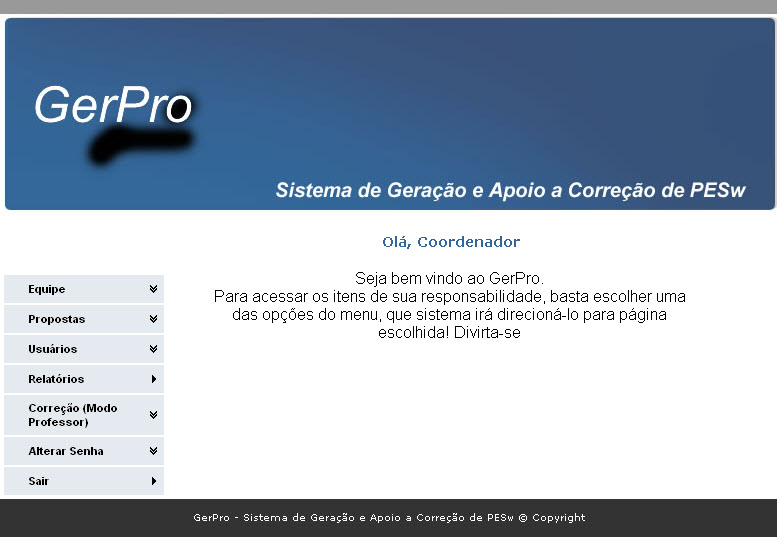 GerPro
Sistema de Geração e Apoio a Correção de PESw
Olá, Coordenador
Seja bem vindo ao GerPro.
Para acessar os itens de sua responsabilidade, basta escolher uma
das opções do menu, que sistema irá direcioná-lo para página
escolhida! Divirta-se
Equipe
Propostas
Usuários
Relatórios
Correção (Modo
Professor)
Alterar Senha
Sair
GerPro - Sistema de Geração e Apoio a Correção de PESw © Copyright